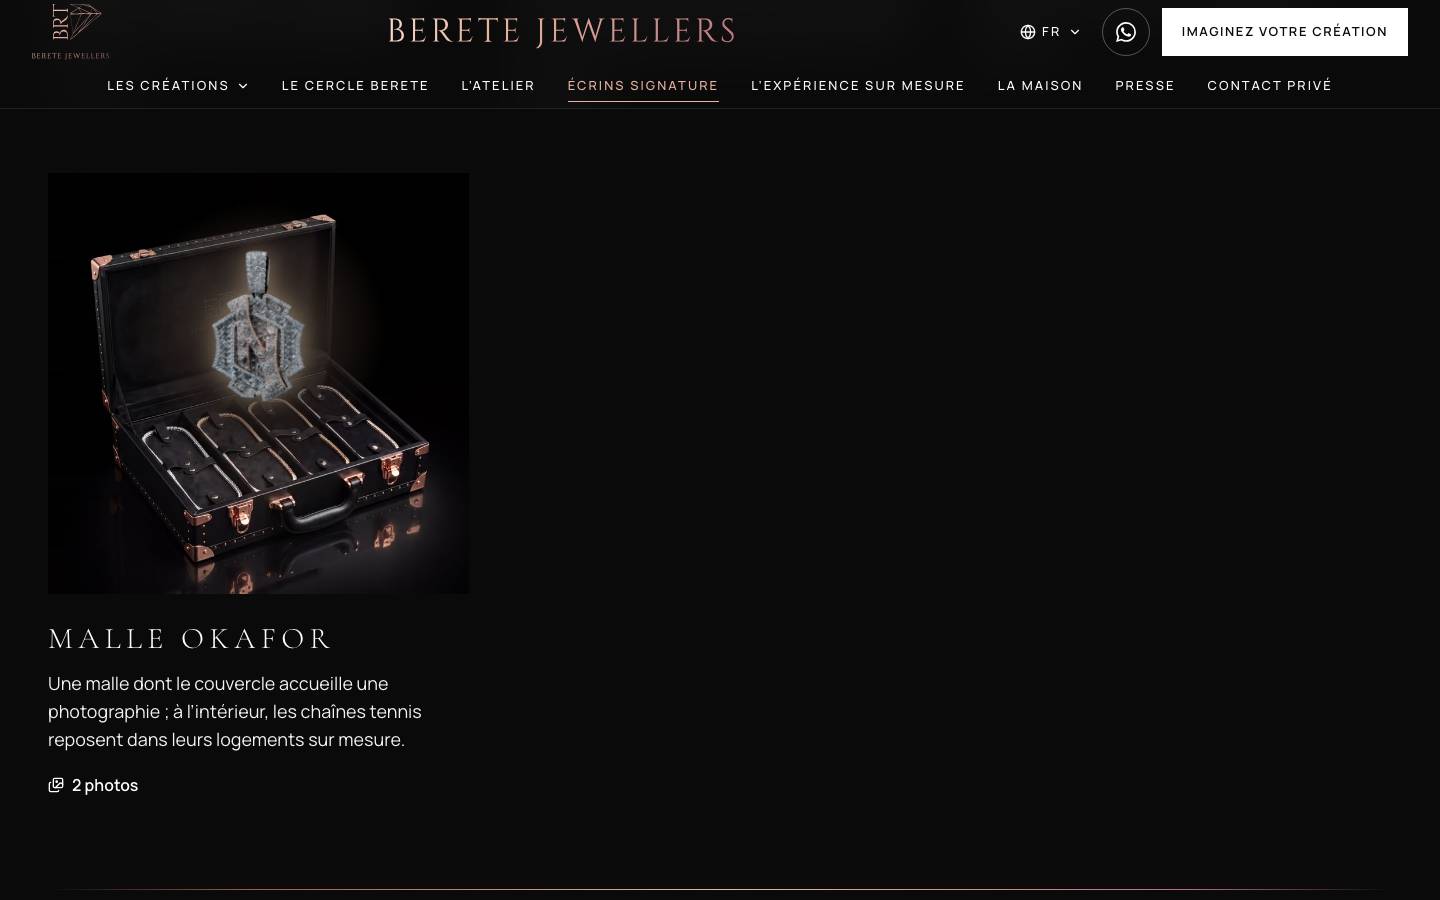 BRT
BERETE JEWELLERS
BERETE JEWELLERS
FR
IMAGINEZ VOTRE CRÉATION
LES CRÉATIONS
LE CERCLE BERETE
L'ATELIER
ÉCRINS SIGNATURE
L'EXPÉRIENCE SUR MESURE
LA MAISON
PRESSE
CONTACT PRIVÉ
N
MALLE OKAFOR
Une malle dont le couvercle accueille une
photographie ; à l'intérieur, les chaînes tennis
reposent dans leurs logements sur mesure.
2 photos